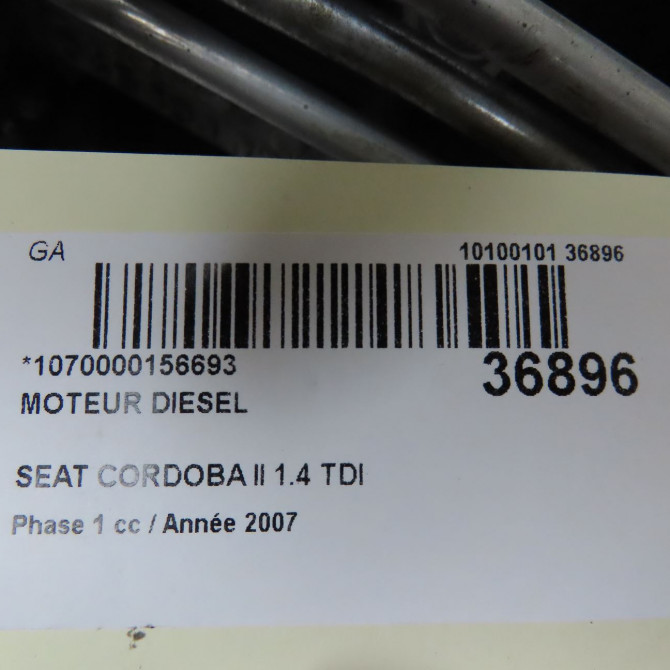 GA 10100101 36896
*1070000156693 36896
MOTEUR DIESEL
SEAT CORDOBA II 1.4 TDI
Phase 1 cc / Année 2007